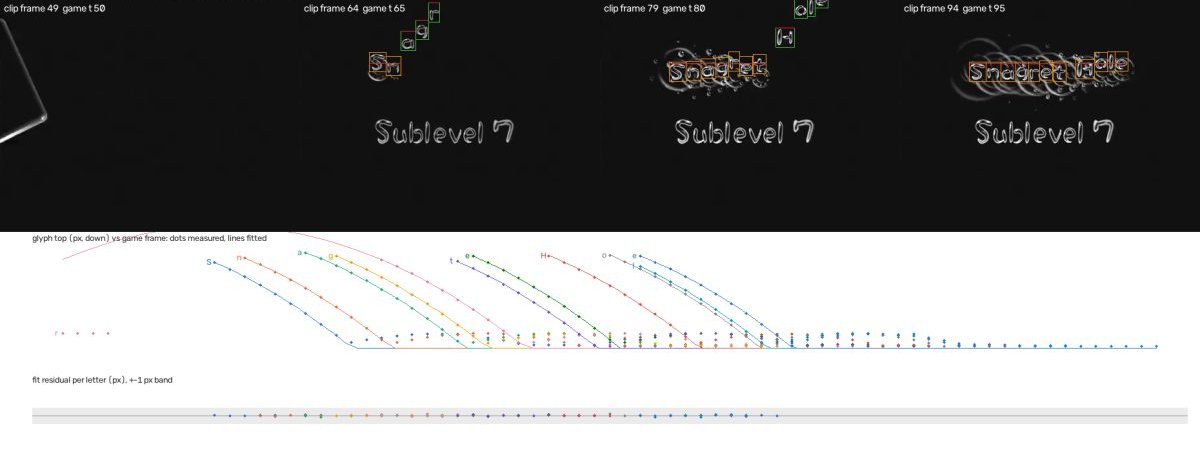 clip frame 49 game t 50
clip frame 64 game t 65
clip frame 79 game t 80
clip frame 94 game t 95
S n a g r
Snagret H ole
Snagret Hole
Sublevel 7
Sublevel 7
Sublevel 7
glyph top (px, down) vs game frame: dots measured, lines fitted
S n a g t e H o l e
r
fit residual per letter (px), +-1 px band